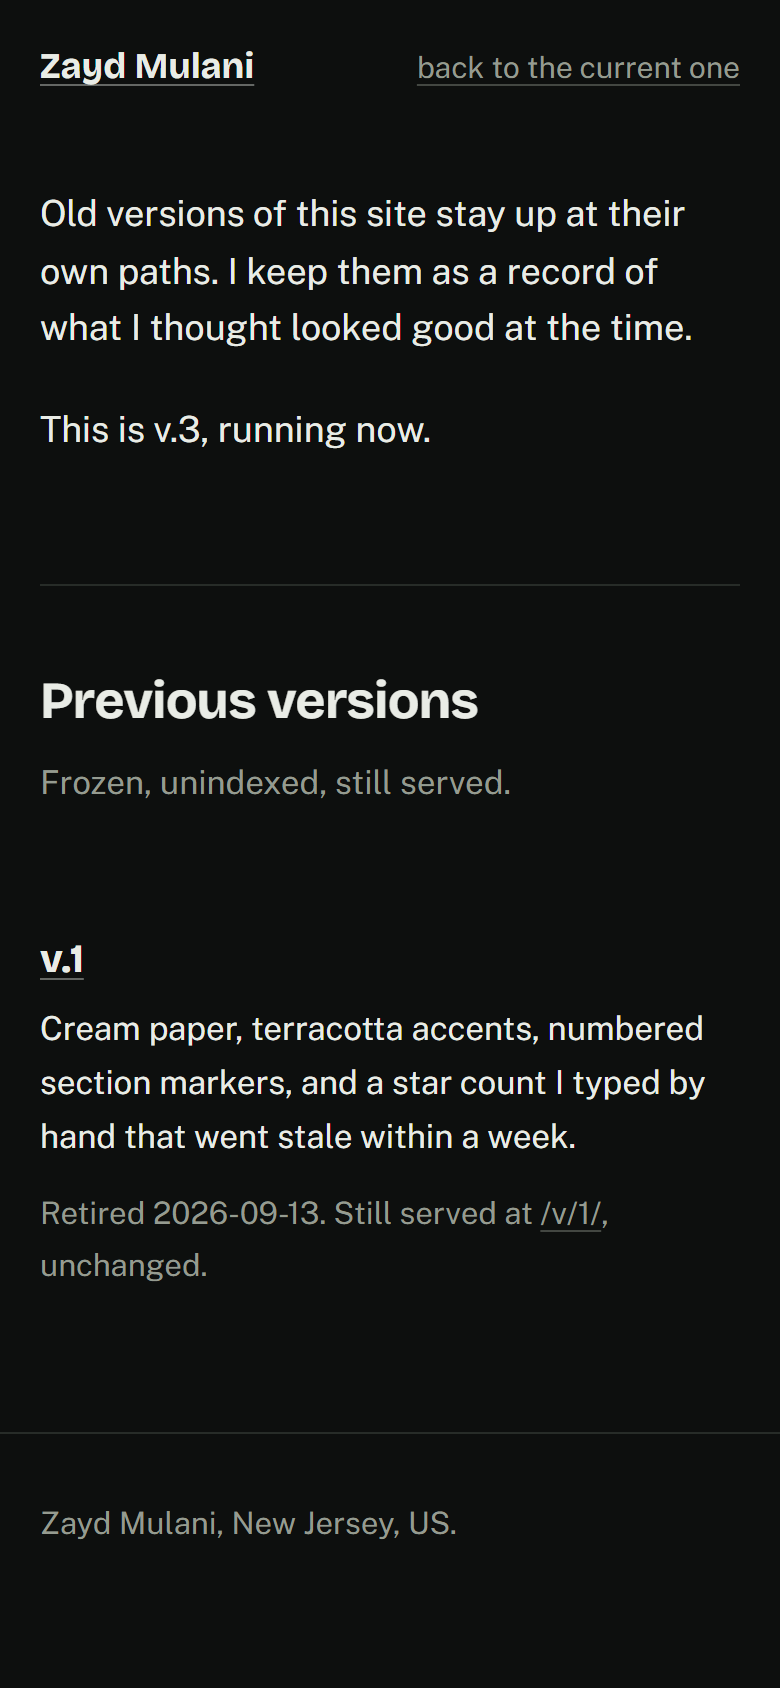 Zayd Mulani
back to the current one
Old versions of this site stay up at their
own paths. I keep them as a record of
what I thought looked good at the time.
This is v.3, running now.
Previous versions
Frozen, unindexed, still served.
v.1
Cream paper, terracotta accents, numbered
section markers, and a star count I typed by
hand that went stale within a week.
Retired 2026-09-13. Still served at /v/1/,
unchanged.
Zayd Mulani, New Jersey, US.